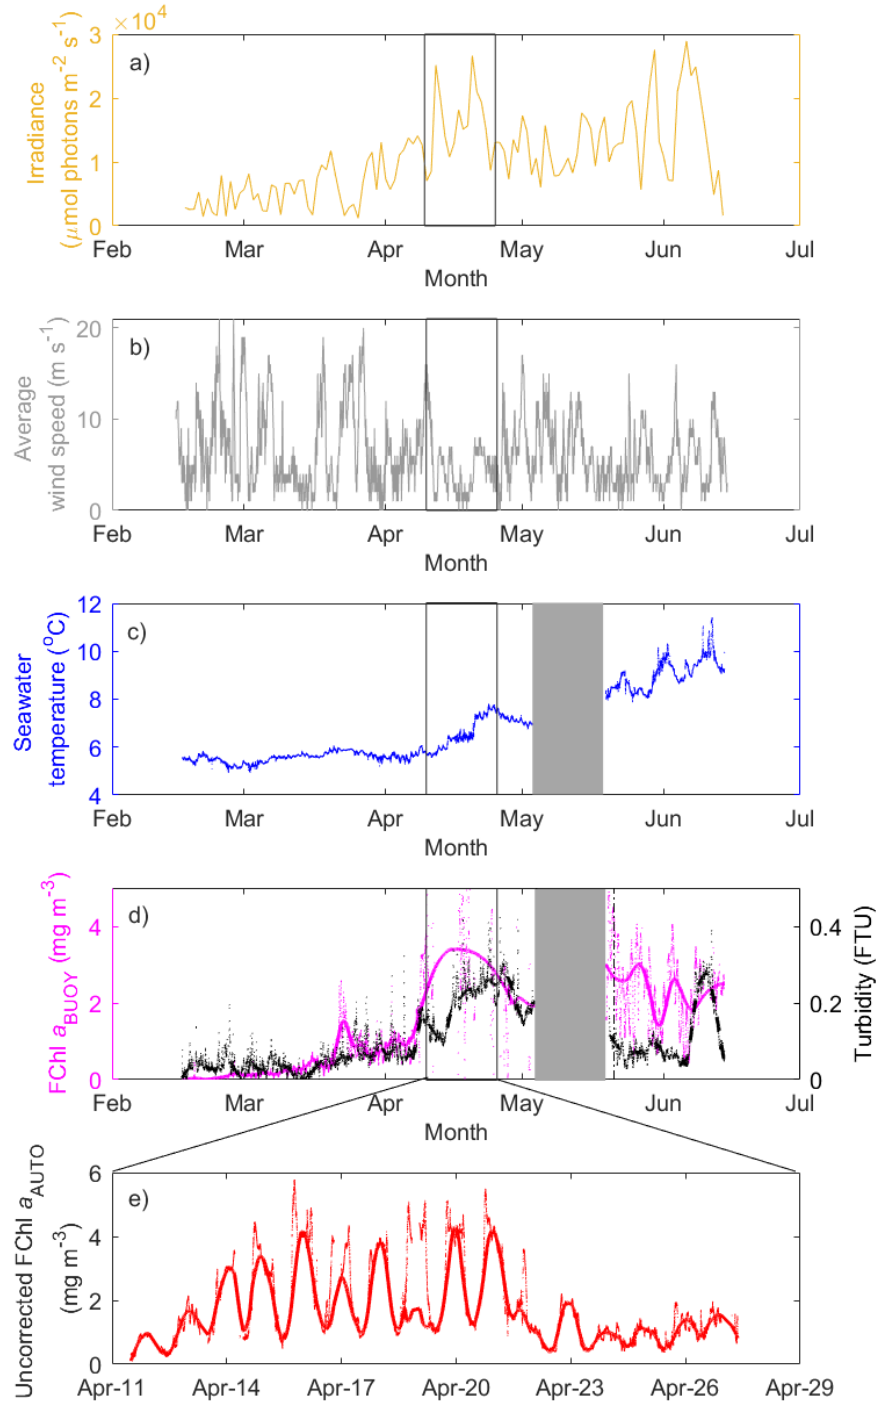 ×10⁴
3
2
1
0
a)
Irradiance
(μmol photons m⁻² s⁻¹)
Feb Mar Apr May Jun Jul
Month
20
10
0
b)
Average
wind speed (m s⁻¹)
Feb Mar Apr May Jun Jul
Month
12
10
8
6
4
c)
Seawater
temperature (°C)
Feb Mar Apr May Jun Jul
Month
4
2
0
d)
FChl a_BUOY (mg m⁻³)
0.4
0.2
0
Turbidity (FTU)
Feb Mar Apr May Jun Jul
Month
6
4
2
0
e)
Uncorrected FChl a_AUTO
(mg m⁻³)
Apr-11 Apr-14 Apr-17 Apr-20 Apr-23 Apr-26 Apr-29